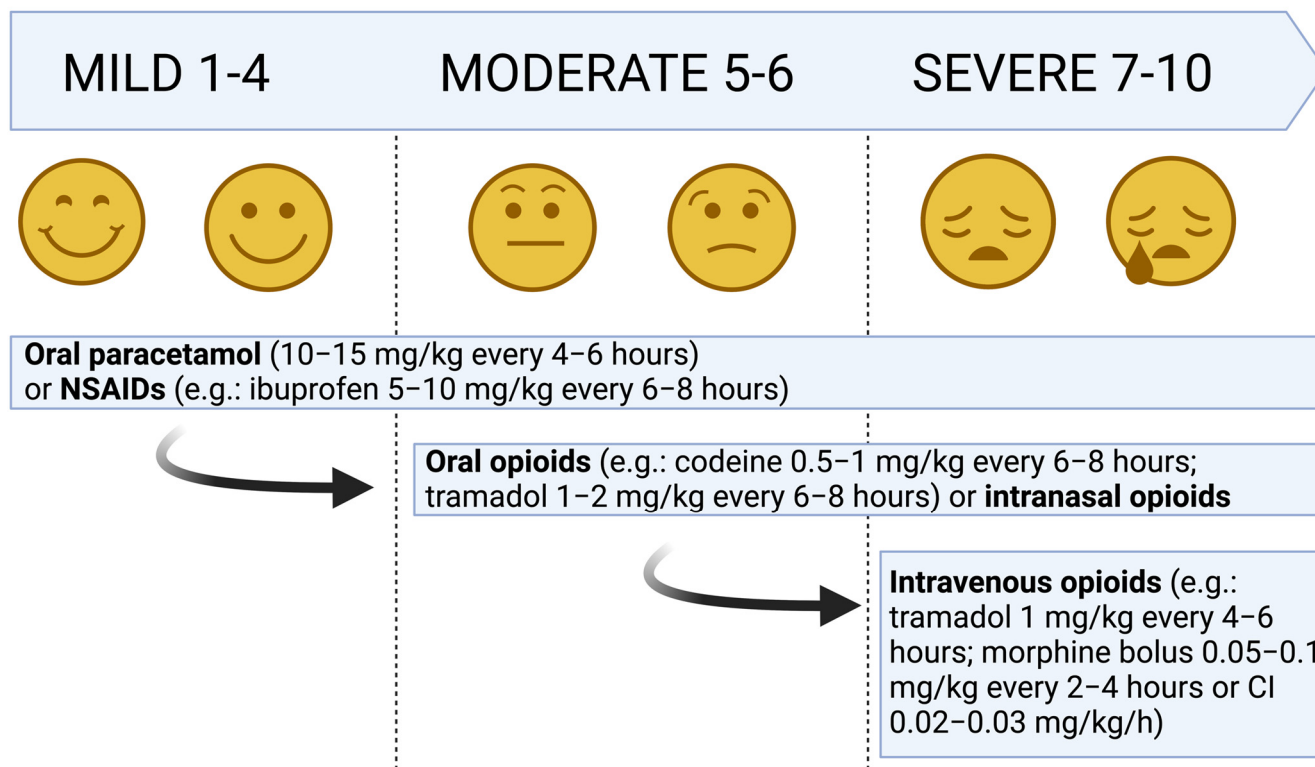 MILD 1-4
MODERATE 5-6
SEVERE 7-10
Oral paracetamol (10−15 mg/kg every 4−6 hours)
or NSAIDs (e.g.: ibuprofen 5−10 mg/kg every 6−8 hours)
Oral opioids (e.g.: codeine 0.5−1 mg/kg every 6−8 hours;
tramadol 1−2 mg/kg every 6−8 hours) or intranasal opioids
Intravenous opioids (e.g.:
tramadol 1 mg/kg every 4−6
hours; morphine bolus 0.05−0.1
mg/kg every 2−4 hours or CI
0.02−0.03 mg/kg/h)